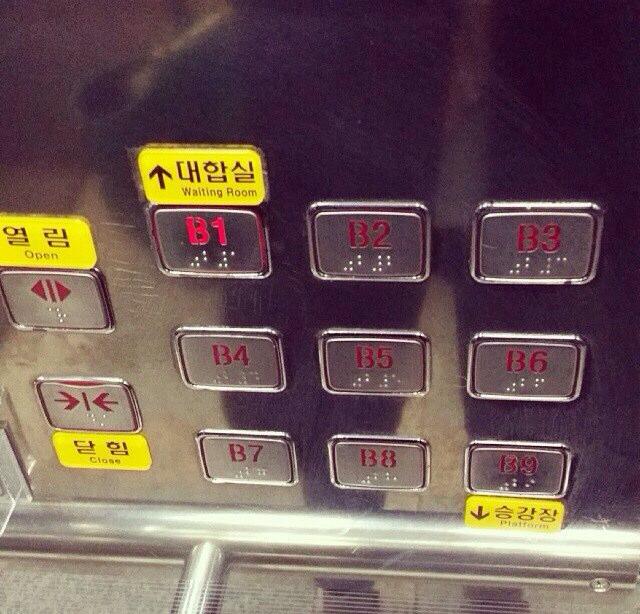 ↑대합실
Waiting Room
열림
Open
B1
B2
B3
B4
B5
B6
닫힘
Close
B7
B8
B9
↓승강장
Platform